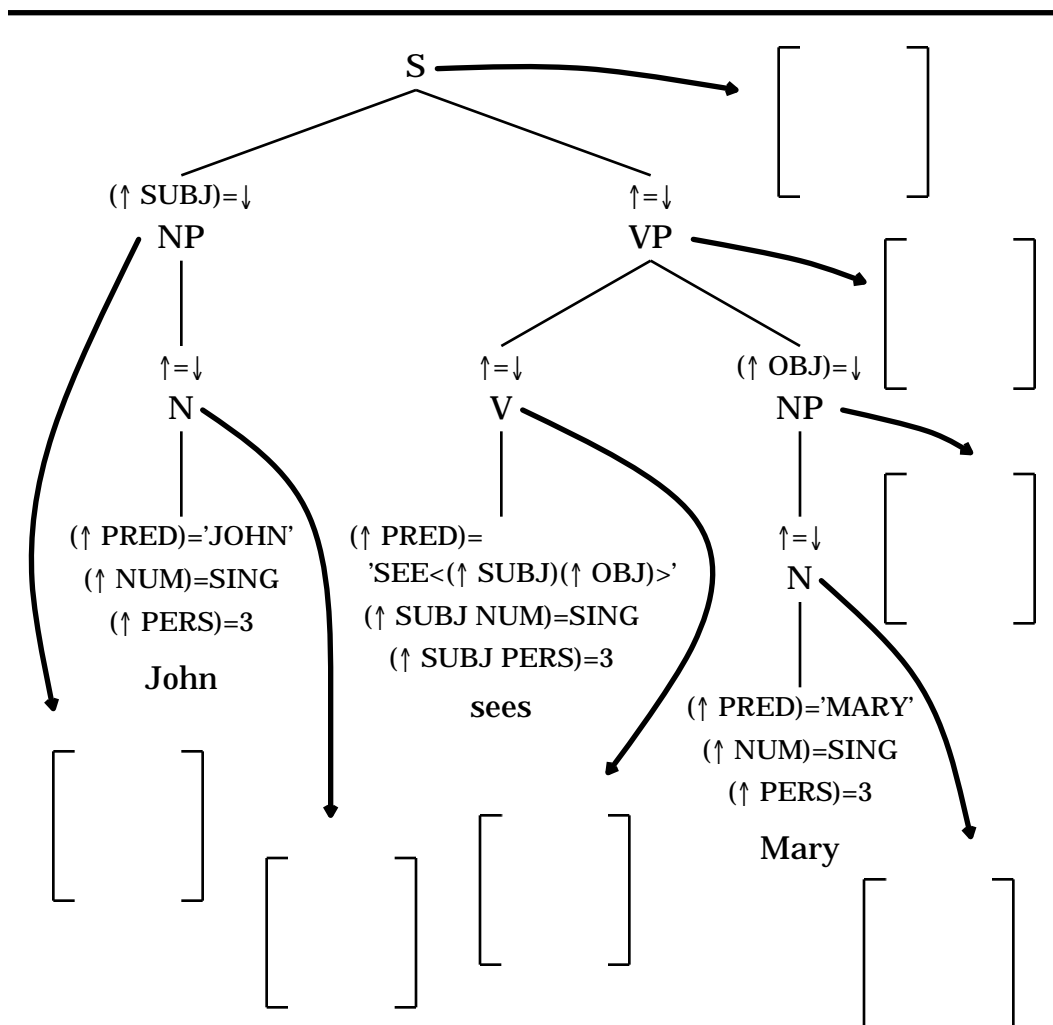 S
(↑ SUBJ)=↓ ↑=↓
NP VP
↑=↓ ↑=↓ (↑ OBJ)=↓
N V NP
(↑ PRED)='JOHN’ (↑ PRED)= ↑=↓
(↑ NUM)=SING 'SEE<(↑ SUBJ)(↑ OBJ)>’ N
(↑ PERS)=3 (↑ SUBJ NUM)=SING
John (↑ SUBJ PERS)=3
sees (↑ PRED)='MARY’
(↑ NUM)=SING
(↑ PERS)=3
Mary